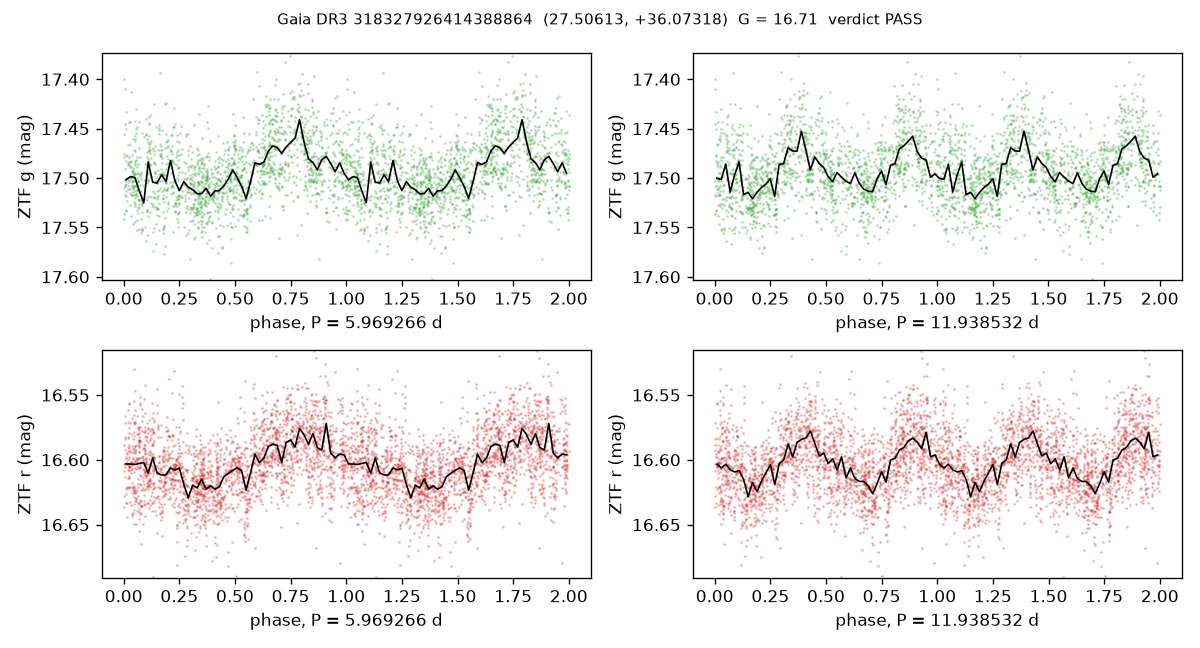 Gaia DR3 318327926414388864 (27.50613, +36.07318) G = 16.71 verdict PASS
ZTF g (mag)
17.40
17.45
17.50
17.55
17.60
0.00 0.25 0.50 0.75 1.00 1.25 1.50 1.75 2.00
phase, P = 5.969266 d
ZTF g (mag)
17.40
17.45
17.50
17.55
17.60
0.00 0.25 0.50 0.75 1.00 1.25 1.50 1.75 2.00
phase, P = 11.938532 d
ZTF r (mag)
16.55
16.60
16.65
0.00 0.25 0.50 0.75 1.00 1.25 1.50 1.75 2.00
phase, P = 5.969266 d
ZTF r (mag)
16.55
16.60
16.65
0.00 0.25 0.50 0.75 1.00 1.25 1.50 1.75 2.00
phase, P = 11.938532 d